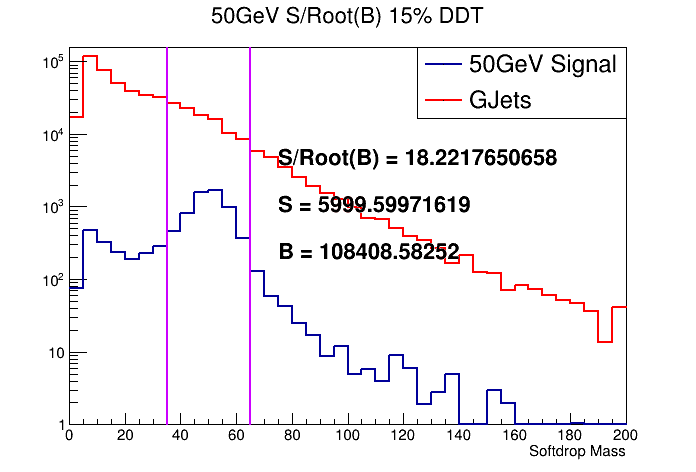 50GeV S/Root(B) 15% DDT
50GeV Signal
GJets
S/Root(B) = 18.2217650658
S = 5999.59971619
B = 108408.58252
10^5
10^4
10^3
10^2
10
1
0 20 40 60 80 100 120 140 160 180 200
Softdrop Mass